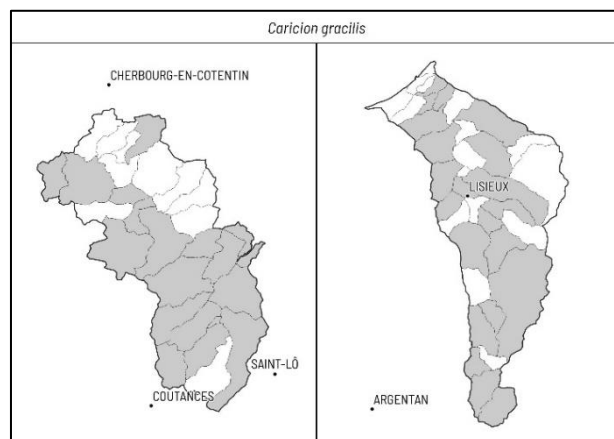 Caricion gracilis
CHERBOURG-EN-COTENTIN
SAINT-LÔ
COUTANCES
LISIEUX
ARGENTAN